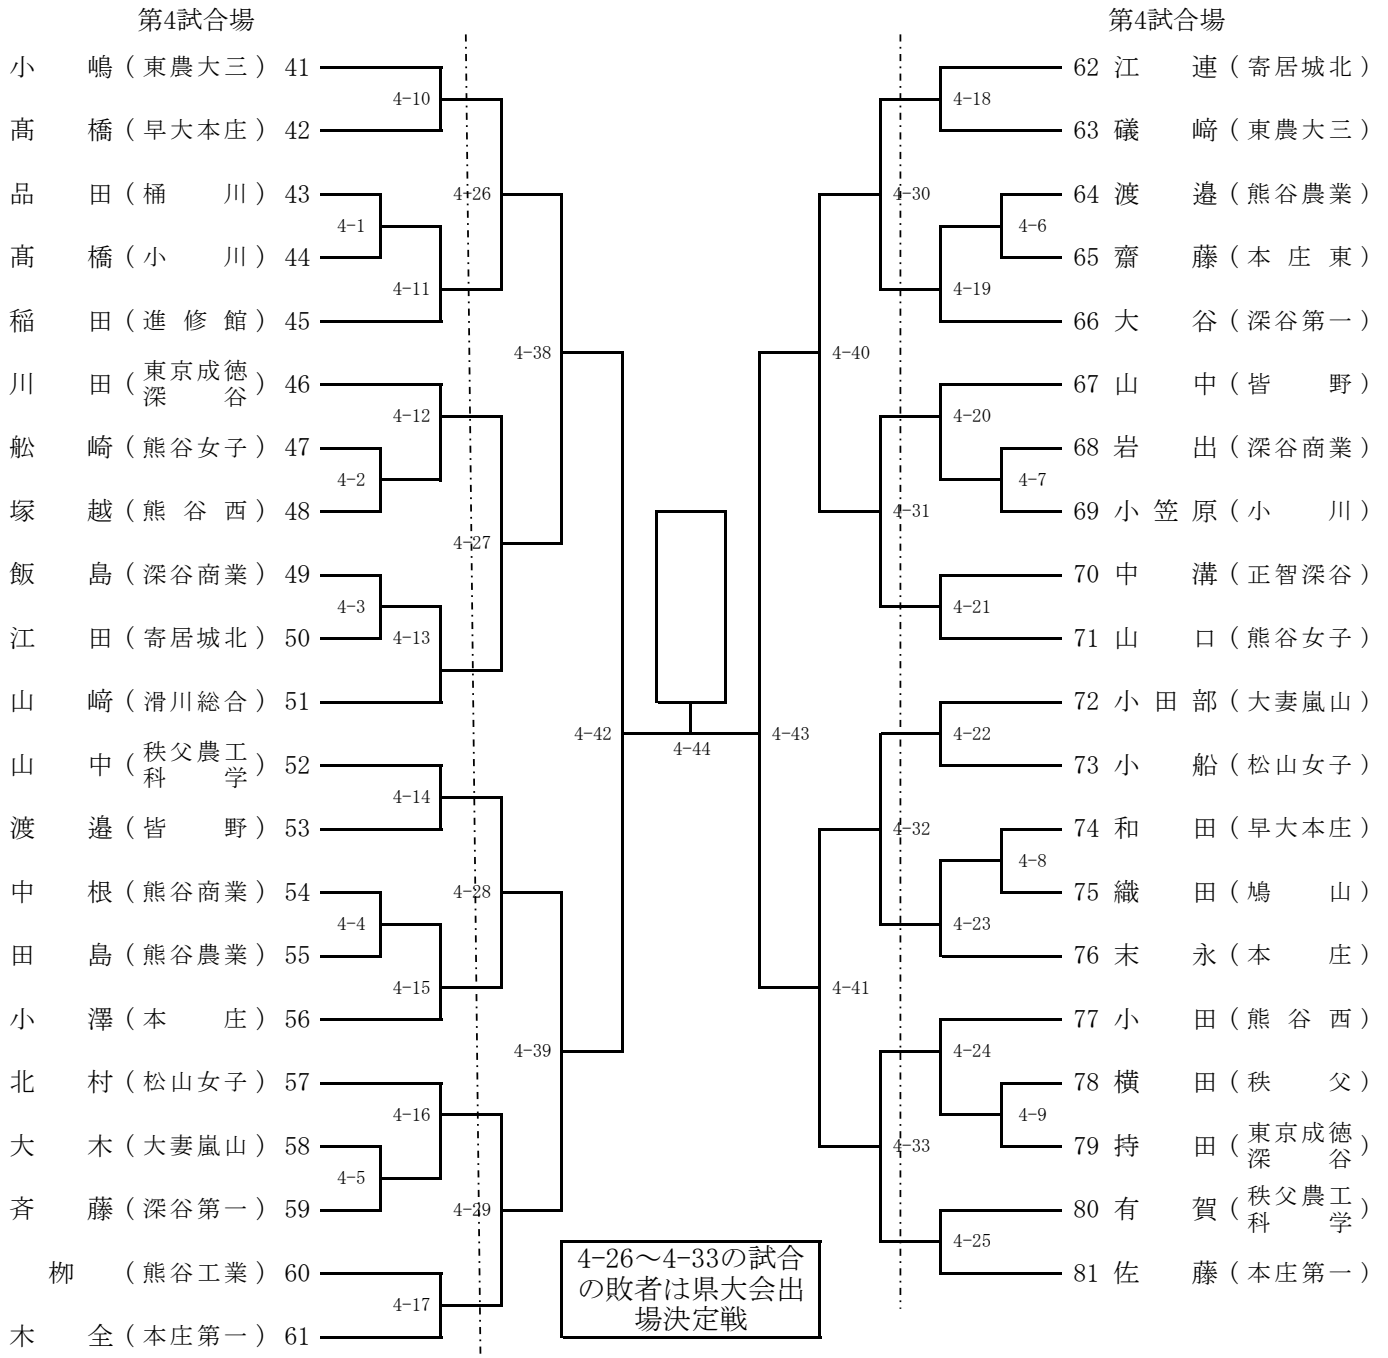 第4試合場
小嶋（東農大三）41
4-10
髙橋（早大本庄）42
品田（桶川）43
4-26
4-1
髙橋（小川）44
4-11
稲田（進修館）45
4-38
川田（東京成徳深谷）46
4-12
舩崎（熊谷女子）47
4-2
塚越（熊谷西）48
4-27
飯島（深谷商業）49
4-3
江田（寄居城北）50
4-13
山﨑（滑川総合）51
4-42
山中（秩父農工科学）52
4-14
渡邉（皆野）53
中根（熊谷商業）54
4-28
4-4
田島（熊谷農業）55
4-15
小澤（本庄）56
4-39
北村（松山女子）57
4-16
大木（大妻嵐山）58
4-5
斉藤（深谷第一）59
4-29
栁（熊谷工業）60
4-17
木全（本庄第一）61
4-44
4-26～4-33の試合
の敗者は県大会出
場決定戦
第4試合場
62 江連（寄居城北）
4-18
63 礒﨑（東農大三）
64 渡邉（熊谷農業）
4-30
4-6
65 齋藤（本庄東）
4-19
66 大谷（深谷第一）
4-40
67 山中（皆野）
4-20
68 岩出（深谷商業）
4-7
69 小笠原（小川）
4-31
70 中溝（正智深谷）
4-21
71 山口（熊谷女子）
72 小田部（大妻嵐山）
4-43
4-22
73 小船（松山女子）
74 和田（早大本庄）
4-32
4-8
75 織田（鳩山）
4-23
76 末永（本庄）
4-41
77 小田（熊谷西）
4-24
78 横田（秩父）
4-9
79 持田（東京成徳深谷）
4-33
80 有賀（秩父農工科学）
4-25
81 佐藤（本庄第一）